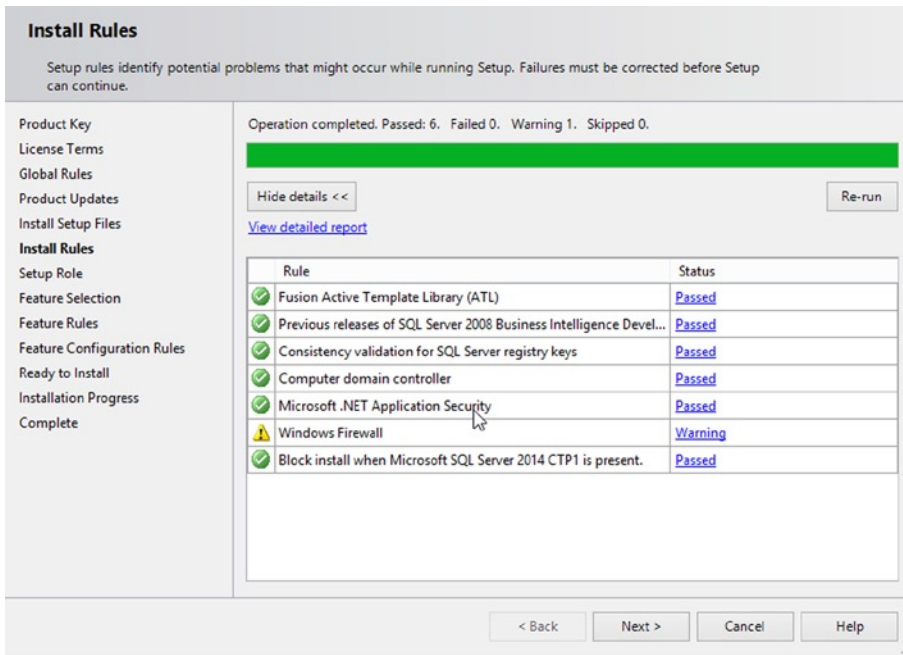 Install Rules
Setup rules identify potential problems that might occur while running Setup. Failures must be corrected before Setup
can continue.
Product Key
License Terms
Global Rules
Product Updates
Install Setup Files
Install Rules
Setup Role
Feature Selection
Feature Rules
Feature Configuration Rules
Ready to Install
Installation Progress
Complete
Operation completed. Passed: 6. Failed 0. Warning 1. Skipped 0.
Hide details << Re-run
View detailed report
Rule Status
Fusion Active Template Library (ATL) Passed
Previous releases of SQL Server 2008 Business Intelligence Devel... Passed
Consistency validation for SQL Server registry keys Passed
Computer domain controller Passed
Microsoft .NET Application Security Passed
Windows Firewall Warning
Block install when Microsoft SQL Server 2014 CTP1 is present. Passed
< Back Next > Cancel Help